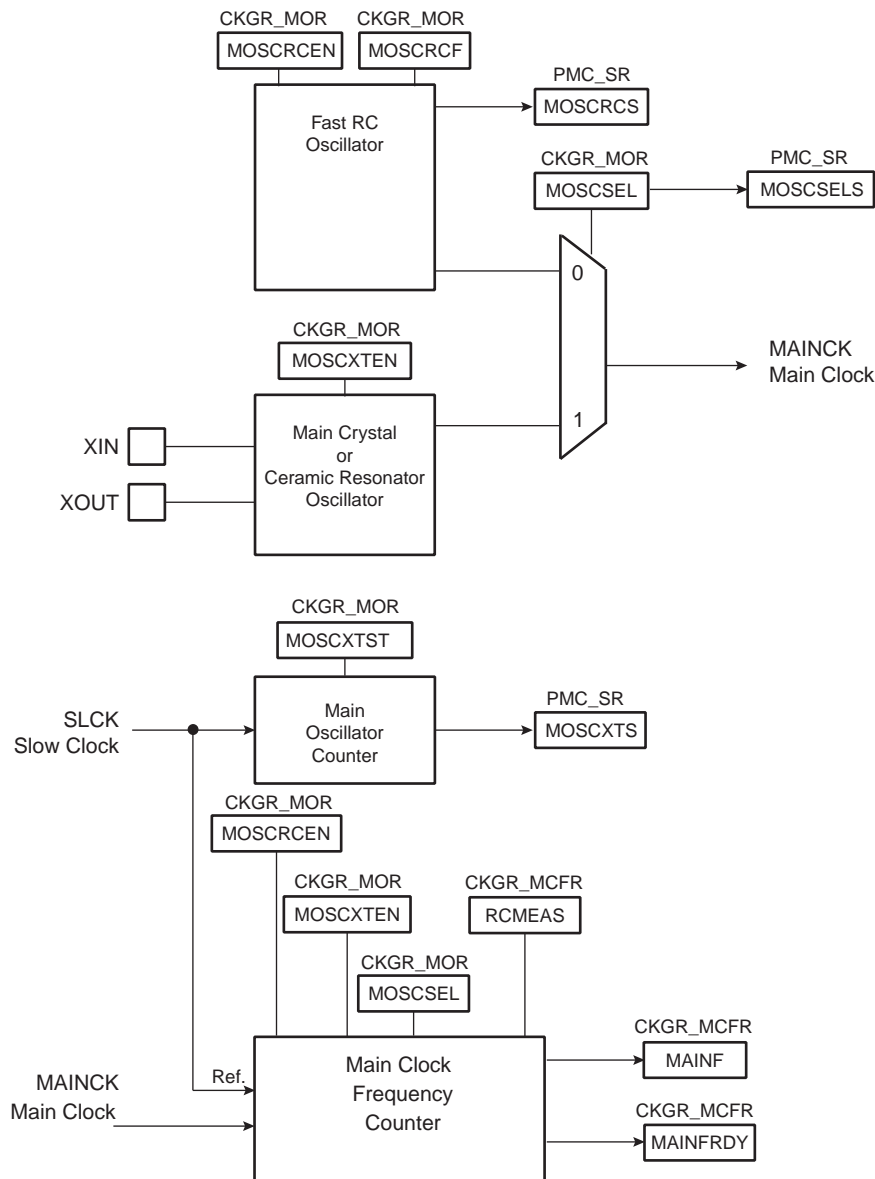 CKGR_MOR CKGR_MOR
MOSCRCEN MOSCRCF
PMC_SR
MOSCRCS
Fast RC
Oscillator
CKGR_MOR PMC_SR
MOSCSEL MOSCSELS
0
CKGR_MOR
MOSCXTEN
MAINCK
Main Clock
1
Main Crystal
or
Ceramic Resonator
Oscillator
XIN
XOUT
CKGR_MOR
MOSCXTST
SLCK
Slow Clock
Main
Oscillator
Counter
PMC_SR
MOSCXTS
CKGR_MOR
MOSCRCEN
CKGR_MOR CKGR_MCFR
MOSCXTEN RCMEAS
CKGR_MOR
MOSCSEL
CKGR_MCFR
MAINF
Ref.
MAINCK
Main Clock
Main Clock
Frequency
Counter
CKGR_MCFR
MAINFRDY